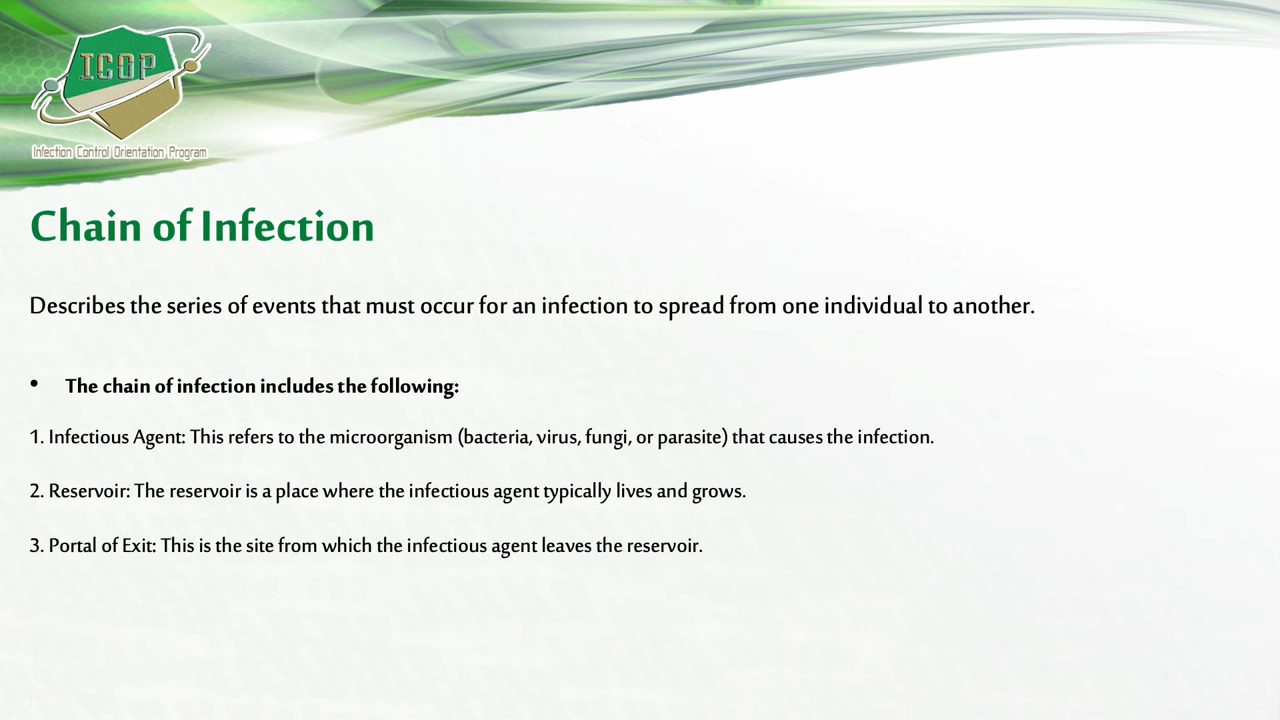 ICOP
Infection Control Orientation Program
Chain of Infection
Describes the series of events that must occur for an infection to spread from one individual to another.
• The chain of infection includes the following:
1. Infectious Agent: This refers to the microorganism (bacteria, virus, fungi, or parasite) that causes the infection.
2. Reservoir: The reservoir is a place where the infectious agent typically lives and grows.
3. Portal of Exit: This is the site from which the infectious agent leaves the reservoir.